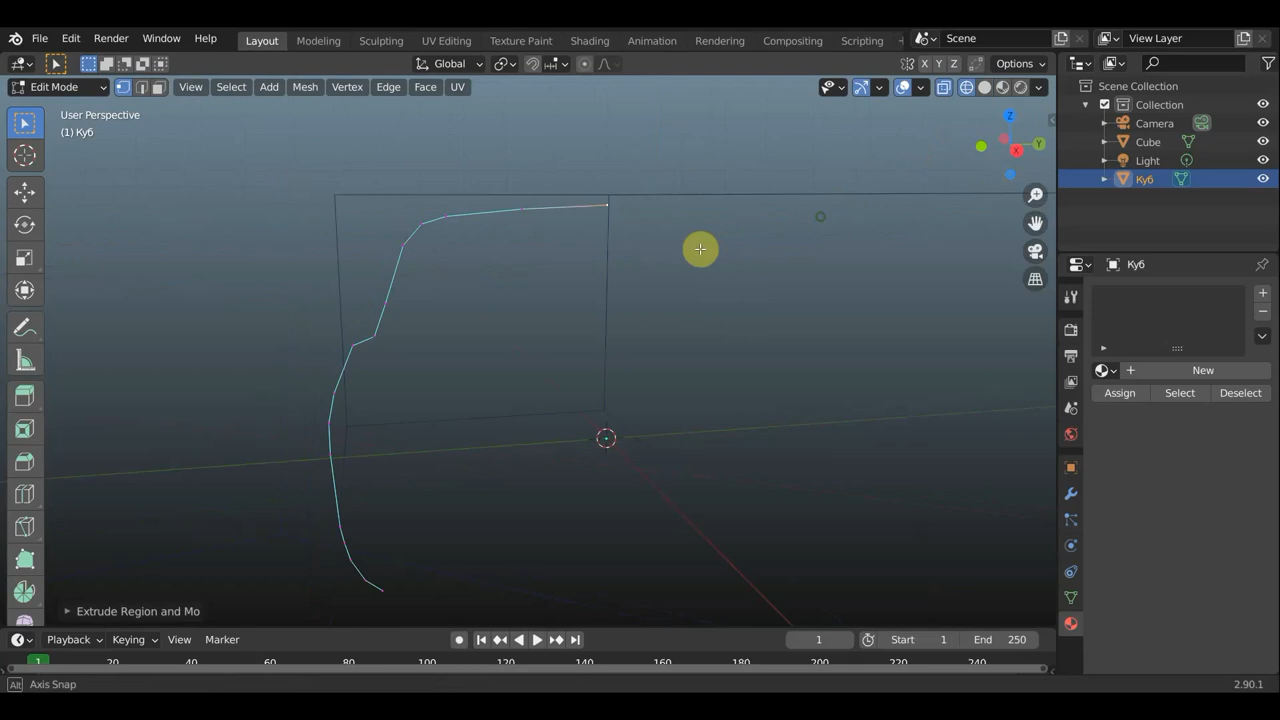 File Edit Render Window Help
Layout Modeling Sculpting UV Editing Texture Paint Shading Animation Rendering Compositing Scripting + Scene View Layer
Global X Y Z Options
Edit Mode View Select Add Mesh Vertex Edge Face UV
User Perspective
(1) Куб
Z
Y
X
Scene Collection
Collection
Camera
Cube
Light
Куб
Куб
New
Assign Select Deselect
Extrude Region and Mo
Playback Keying View Marker 1 Start 1 End 250
1 20 40 60 80 100 120 140 160 180 200 220 240
Alt Axis Snap 2.90.1